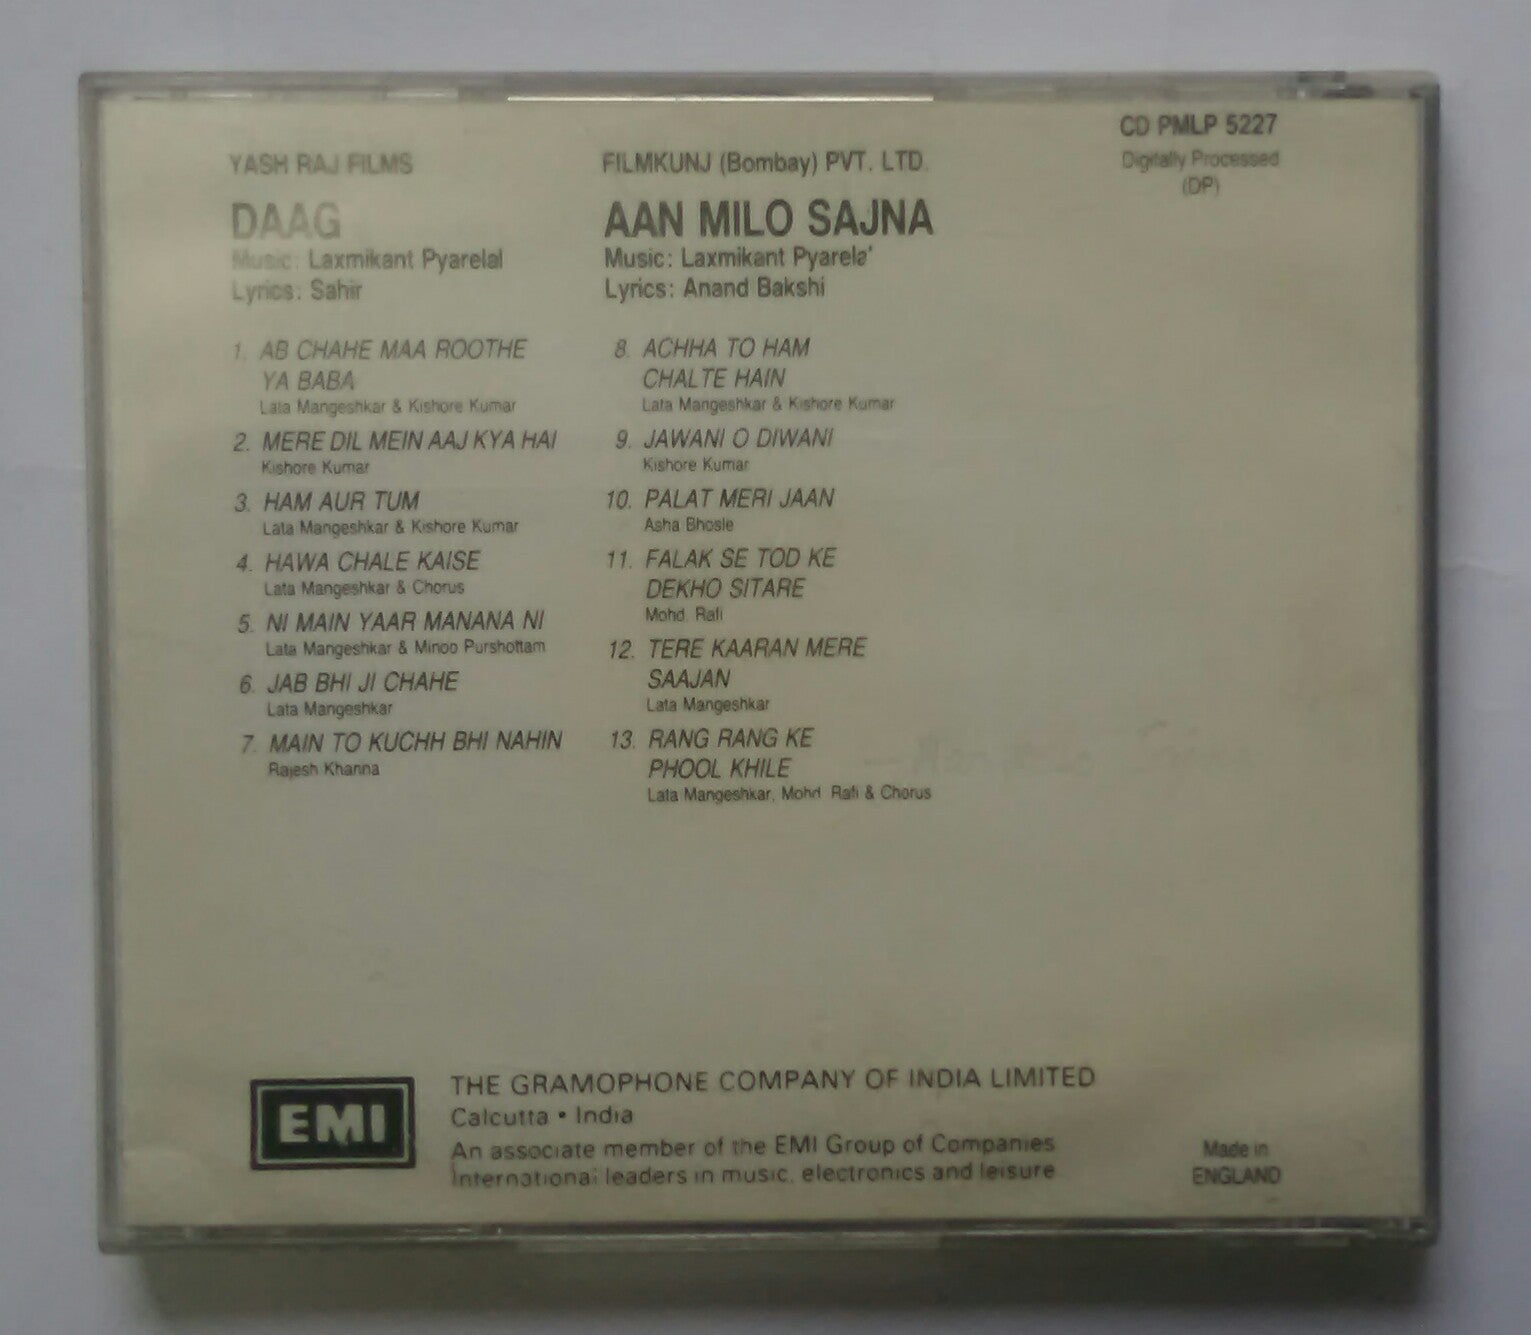 CD PMLP 5227
Digitally Processed
(DP)
YASH RAJ FILMS
DAAG
Music: Laxmikant Pyarelal
Lyrics: Sahir
1. AB CHAHE MAA ROOTHE
YA BABA
Lata Mangeshkar & Kishore Kumar
2. MERE DIL MEIN AAJ KYA HAI
Kishore Kumar
3. HAM AUR TUM
Lata Mangeshkar & Kishore Kumar
4. HAWA CHALE KAISE
Lata Mangeshkar & Chorus
5. NI MAIN YAAR MANANA NI
Lata Mangeshkar & Minoo Purshottam
6. JAB BHI JI CHAHE
Lata Mangeshkar
7. MAIN TO KUCHH BHI NAHIN
Rajesh Khanna
FILMKUNJ (Bombay) PVT. LTD.
AAN MILO SAJNA
Music: Laxmikant Pyarelal
Lyrics: Anand Bakshi
8. ACHHA TO HAM
CHALTE HAIN
Lata Mangeshkar & Kishore Kumar
9. JAWANI O DIWANI
Kishore Kumar
10. PALAT MERI JAAN
Asha Bhosle
11. FALAK SE TOD KE
DEKHO SITARE
Mohd. Rafi
12. TERE KAARAN MERE
SAAJAN
Lata Mangeshkar
13. RANG RANG KE
PHOOL KHILE
Lata Mangeshkar, Mohd. Rafi & Chorus
EMI
THE GRAMOPHONE COMPANY OF INDIA LIMITED
Calcutta • India
An associate member of the EMI Group of Companies
International leaders in music, electronics and leisure
Made in
ENGLAND